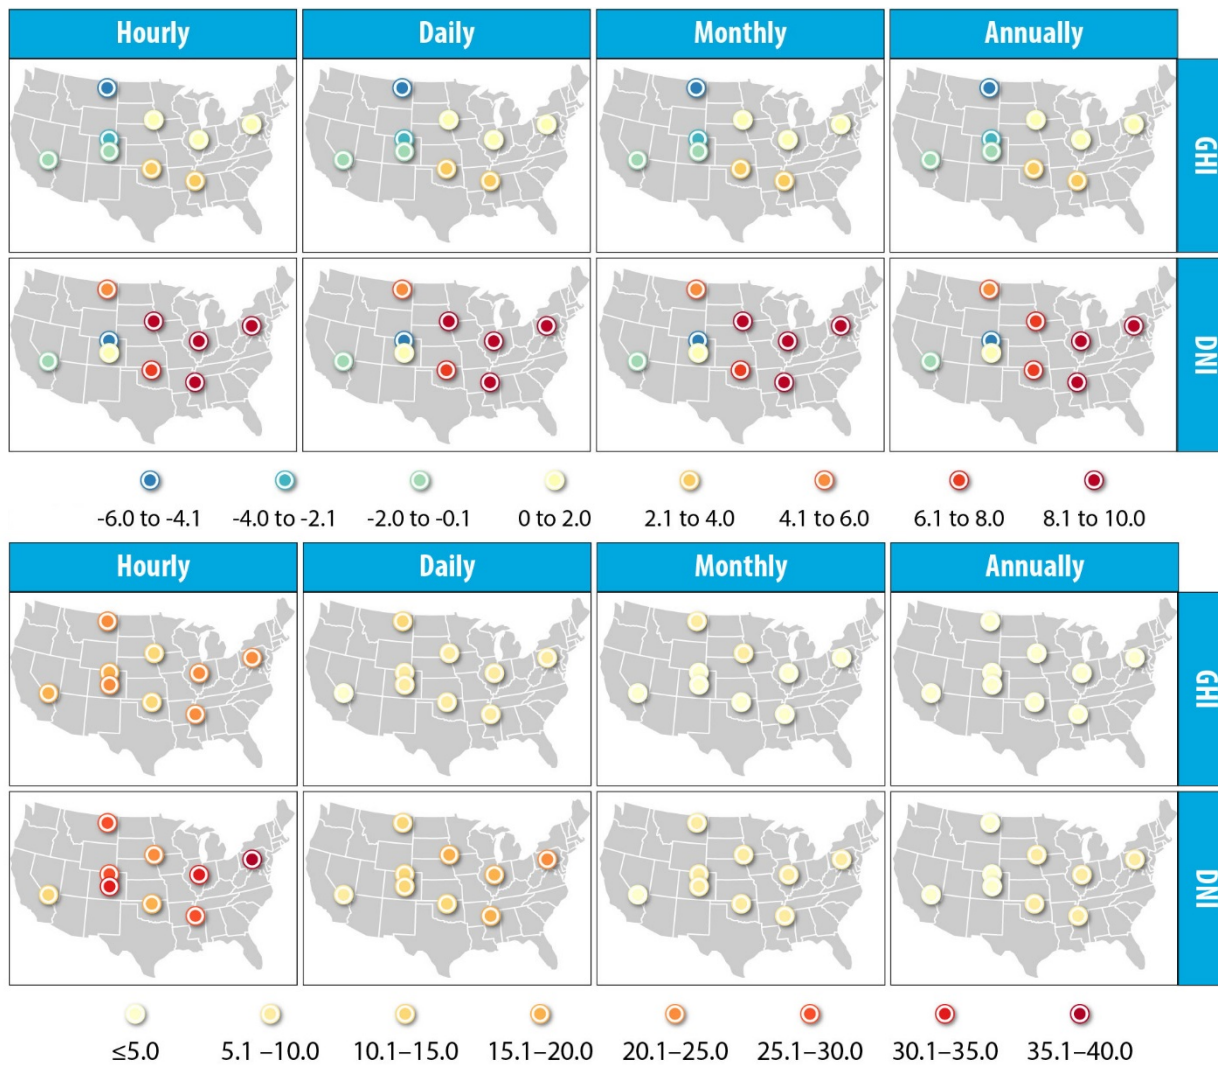 Hourly Daily Monthly Annually
GHI
DNI
-6.0 to -4.1 -4.0 to -2.1 -2.0 to -0.1 0 to 2.0 2.1 to 4.0 4.1 to 6.0 6.1 to 8.0 8.1 to 10.0
Hourly Daily Monthly Annually
GHI
DNI
≤5.0 5.1 –10.0 10.1–15.0 15.1–20.0 20.1–25.0 25.1–30.0 30.1–35.0 35.1–40.0